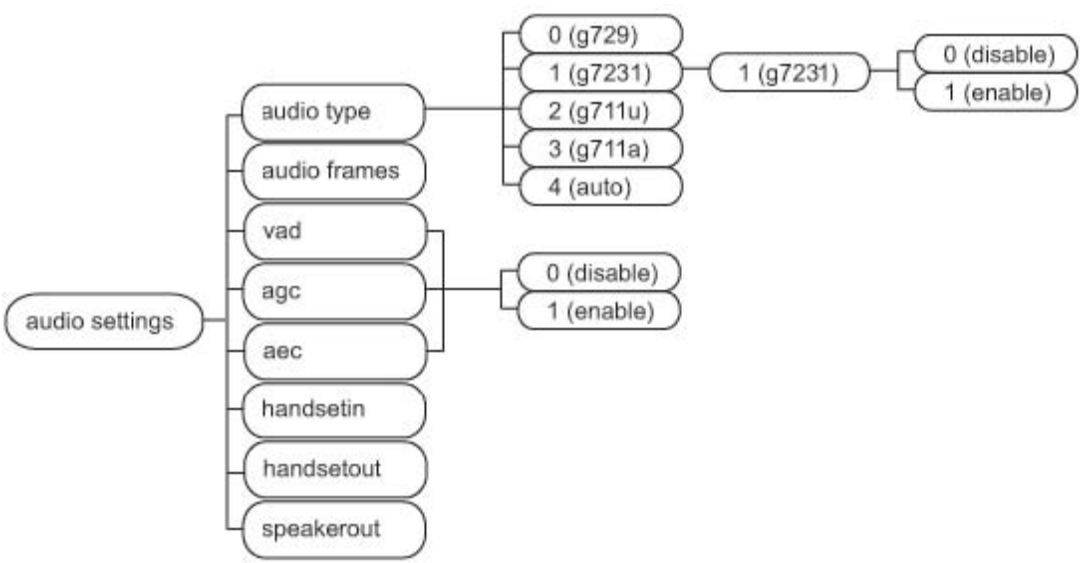 audio settings
audio type
audio frames
vad
agc
aec
handsetin
handsetout
speakerout
0 (g729)
1 (g7231)
2 (g711u)
3 (g711a)
4 (auto)
1 (g7231)
0 (disable)
1 (enable)
0 (disable)
1 (enable)